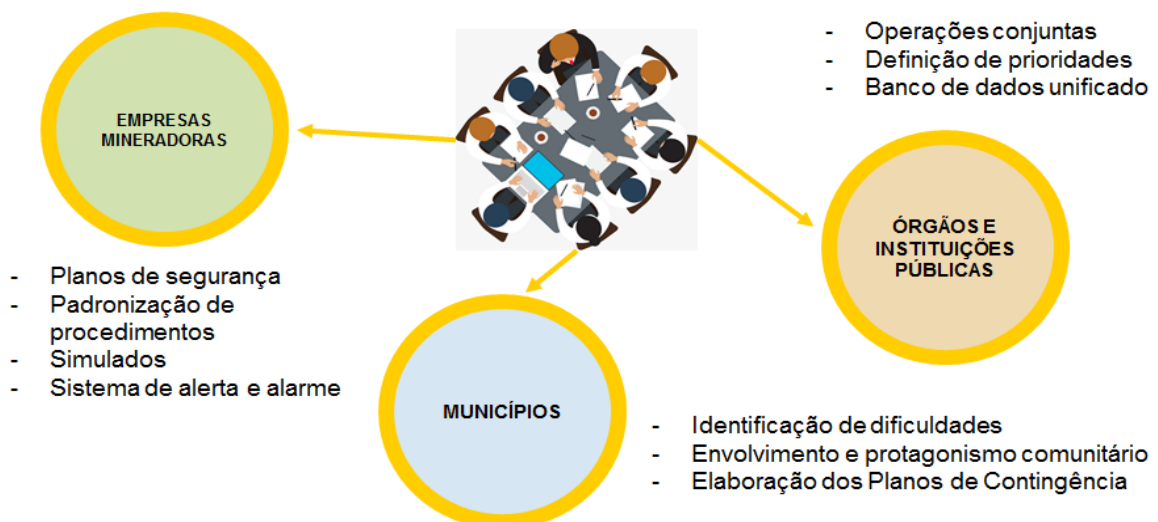 EMPRESAS
MINERADORAS
- Planos de segurança
- Padronização de
procedimentos
- Simulados
- Sistema de alerta e alarme
- Operações conjuntas
- Definição de prioridades
- Banco de dados unificado
ÓRGÃOS E
INSTITUIÇÕES
PÚBLICAS
MUNICÍPIOS
- Identificação de dificuldades
- Envolvimento e protagonismo comunitário
- Elaboração dos Planos de Contingência